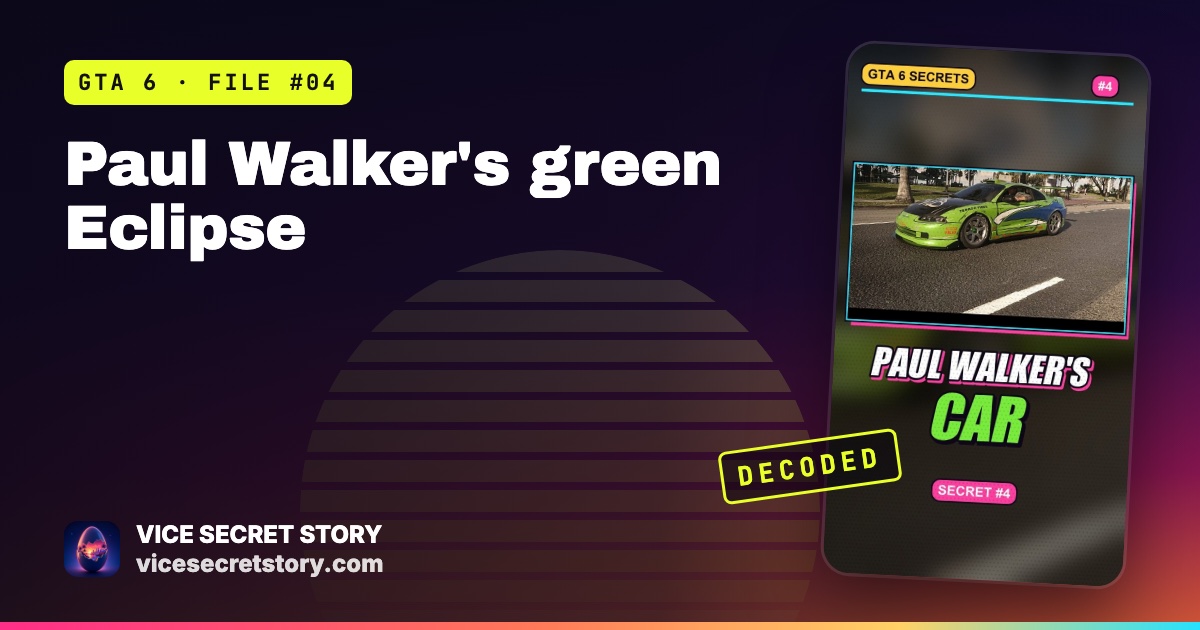 GTA 6 · FILE #04
Paul Walker's green
Eclipse
GTA 6 SECRETS
#4
PAUL WALKER'S
CAR
SECRET #4
DECODED
VICE SECRET STORY
vicesecretstory.com